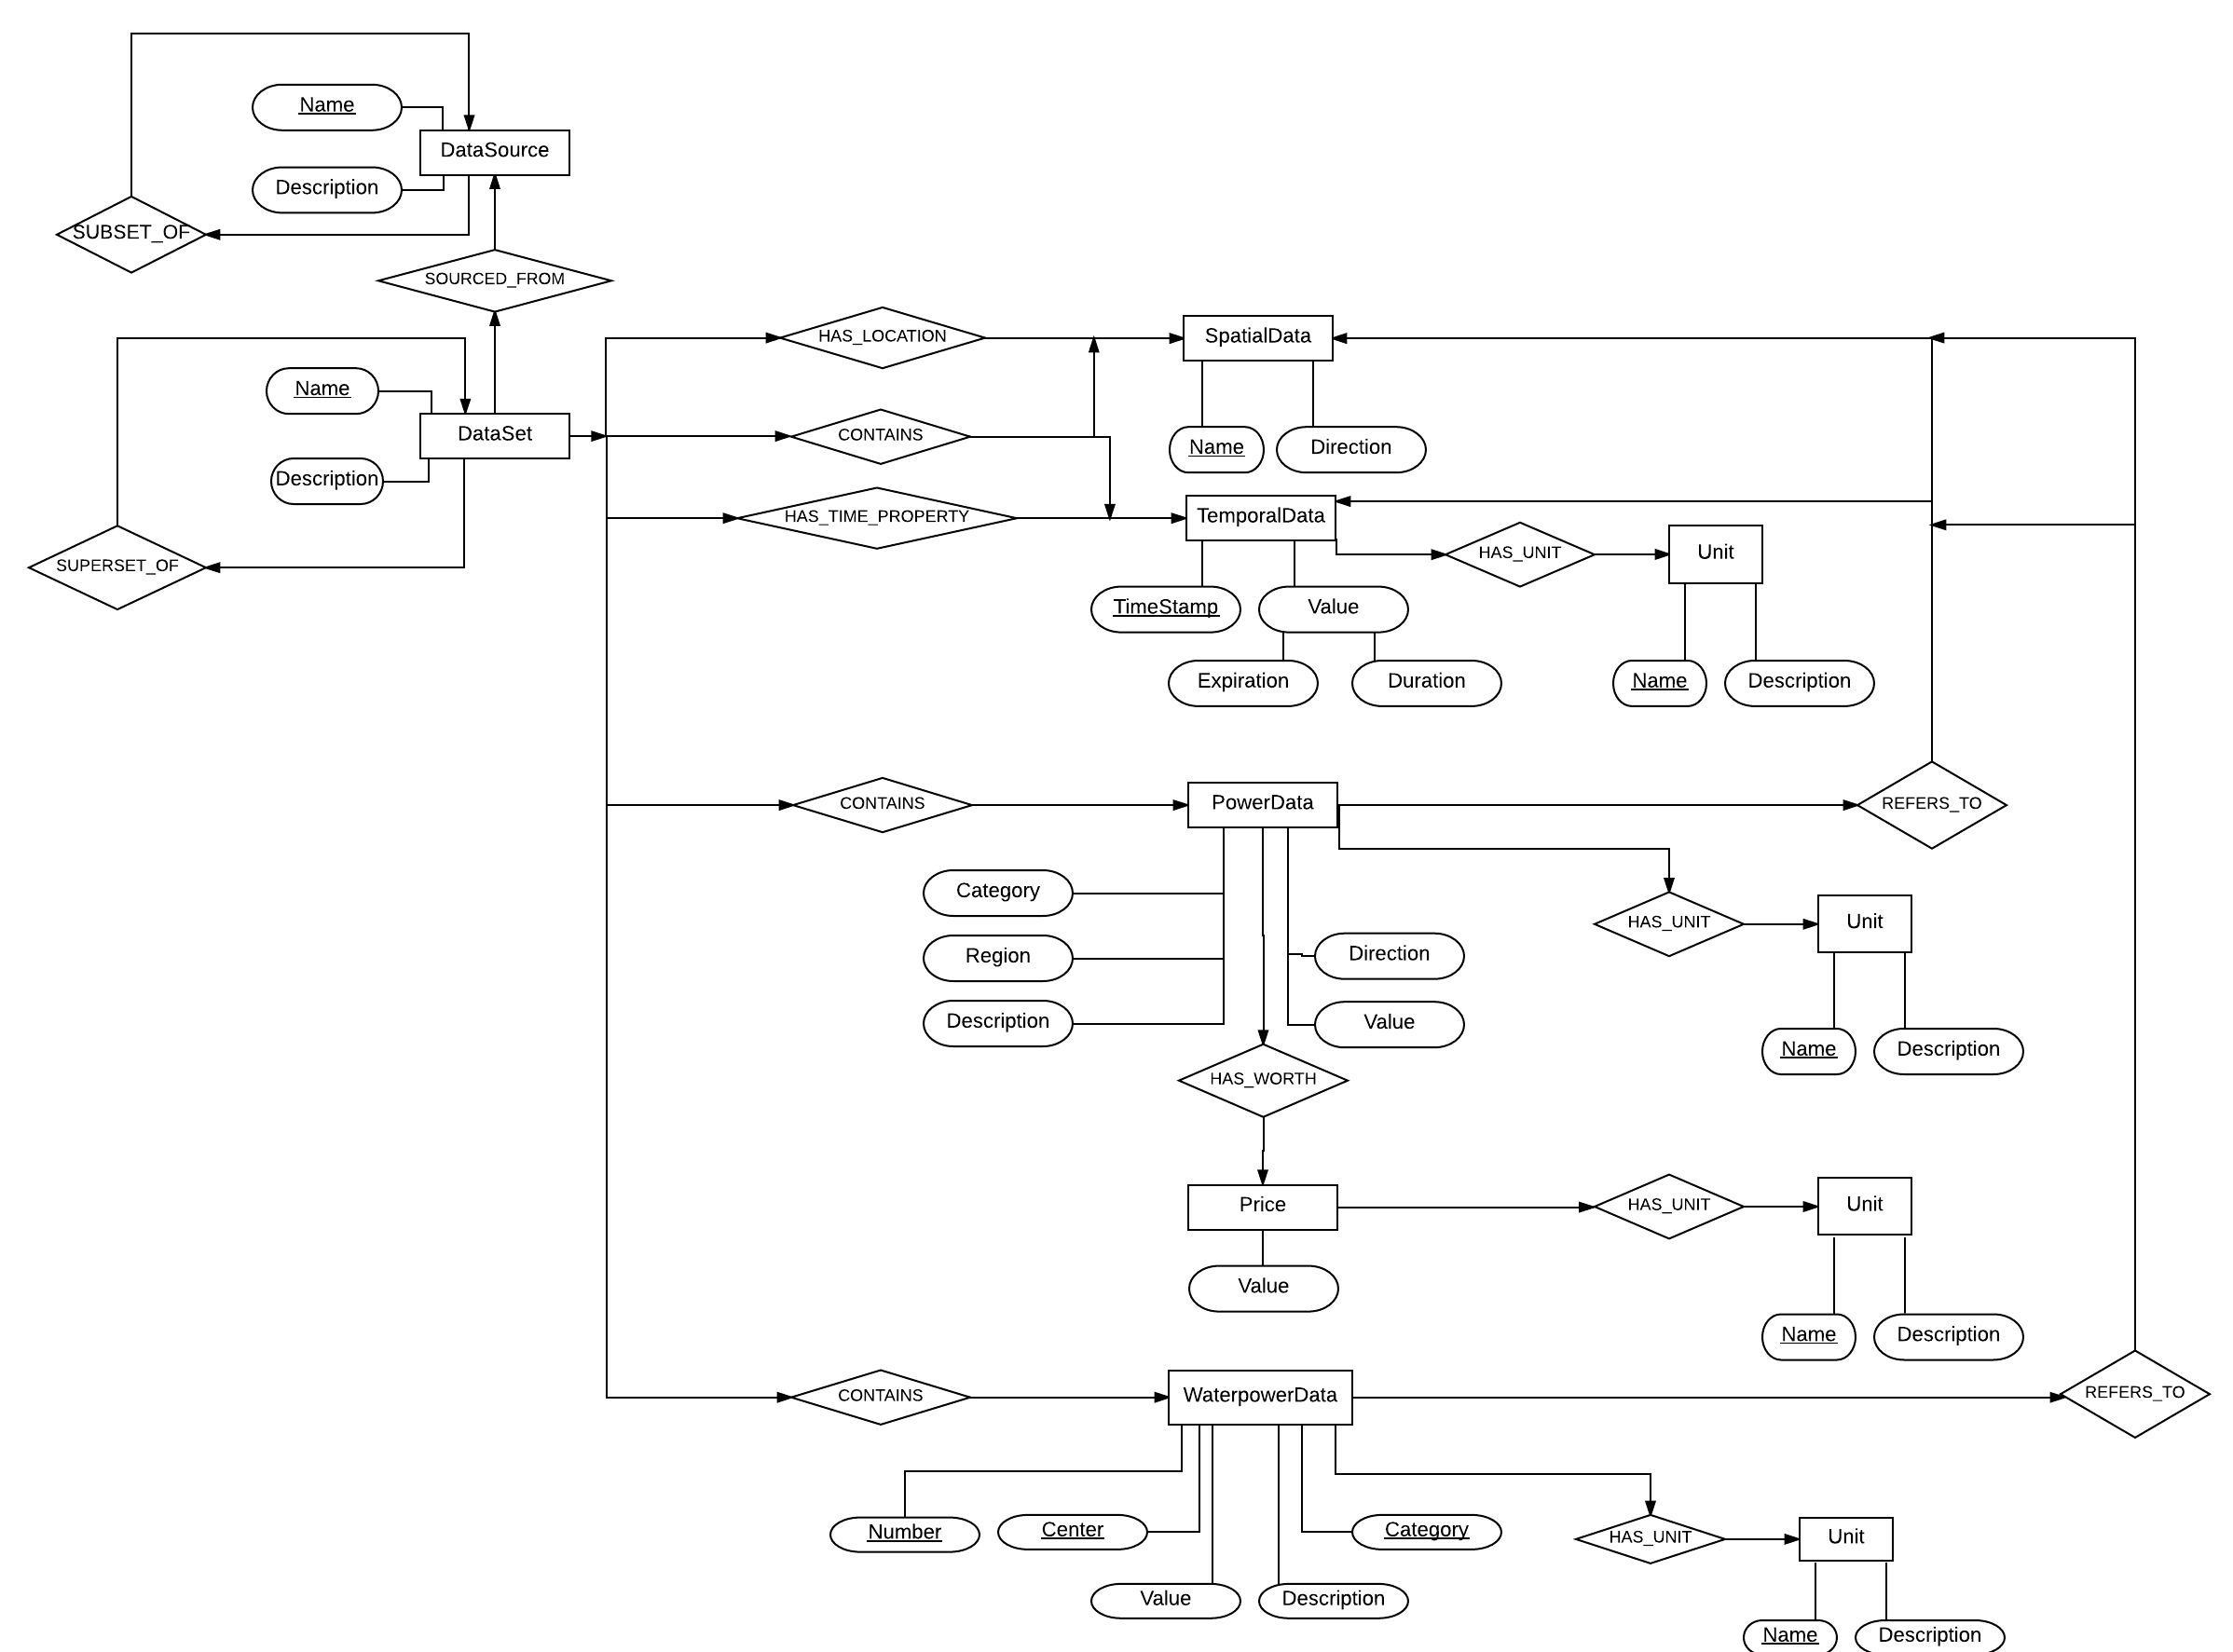 Name
DataSource
Description
SUBSET_OF
SOURCED_FROM
HAS_LOCATION
SpatialData
Name
DataSet
CONTAINS
Name
Direction
Description
HAS_TIME_PROPERTY
TemporalData
HAS_UNIT
Unit
SUPERSET_OF
TimeStamp
Value
Expiration
Duration
Name
Description
CONTAINS
PowerData
REFERS_TO
Category
HAS_UNIT
Unit
Region
Direction
Description
Value
Name
Description
HAS_WORTH
Price
HAS_UNIT
Unit
Value
Name
Description
CONTAINS
WaterpowerData
REFERS_TO
Number
Center
Category
HAS_UNIT
Unit
Value
Description
Name
Description